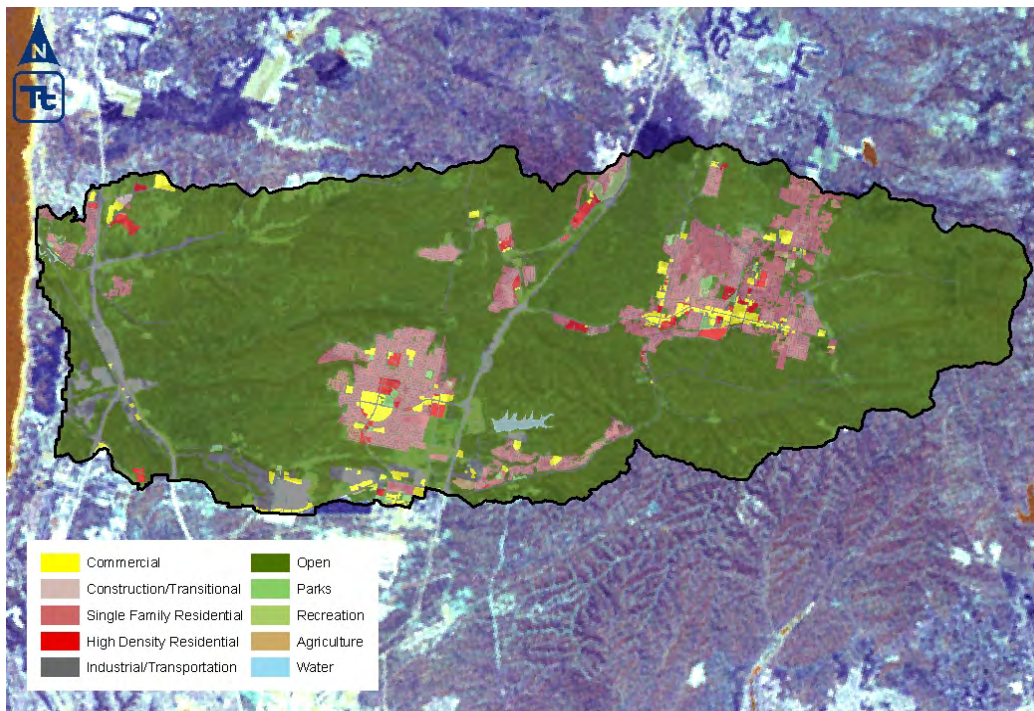 N
Tt
Commercial
Construction/Transitional
Single Family Residential
High Density Residential
Industrial/Transportation
Open
Parks
Recreation
Agriculture
Water